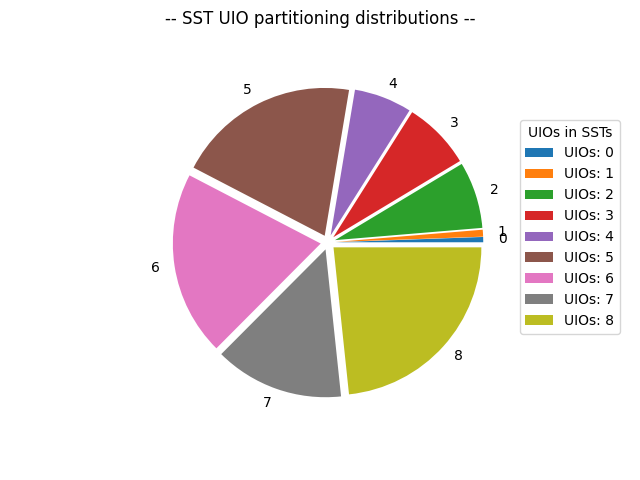 -- SST UIO partitioning distributions --
5
4
3
2
1
0
6
7
8
UIOs in SSTs
UIOs: 0
UIOs: 1
UIOs: 2
UIOs: 3
UIOs: 4
UIOs: 5
UIOs: 6
UIOs: 7
UIOs: 8